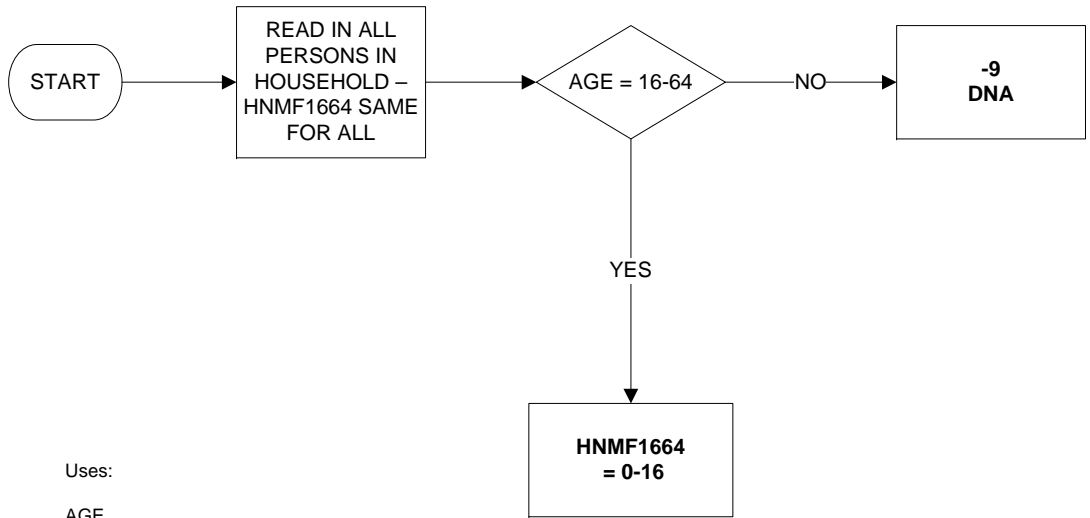 START
READ IN ALL
PERSONS IN
HOUSEHOLD –
HNMF1664 SAME
FOR ALL
AGE = 16-64
NO
-9
DNA
YES
HNMF1664
= 0-16
Uses:
AGE